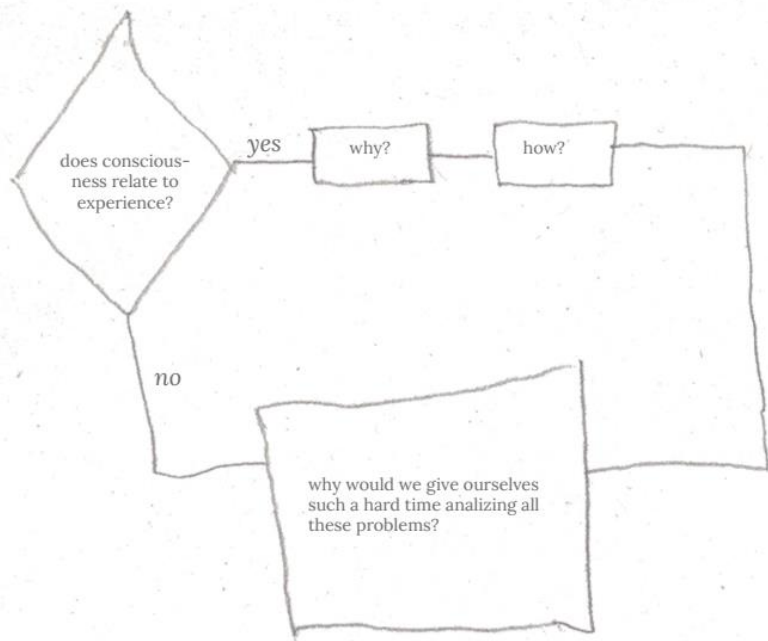 does conscious-
ness relate to
experience?
yes
why?
how?
no
why would we give ourselves
such a hard time analizing all
these problems?